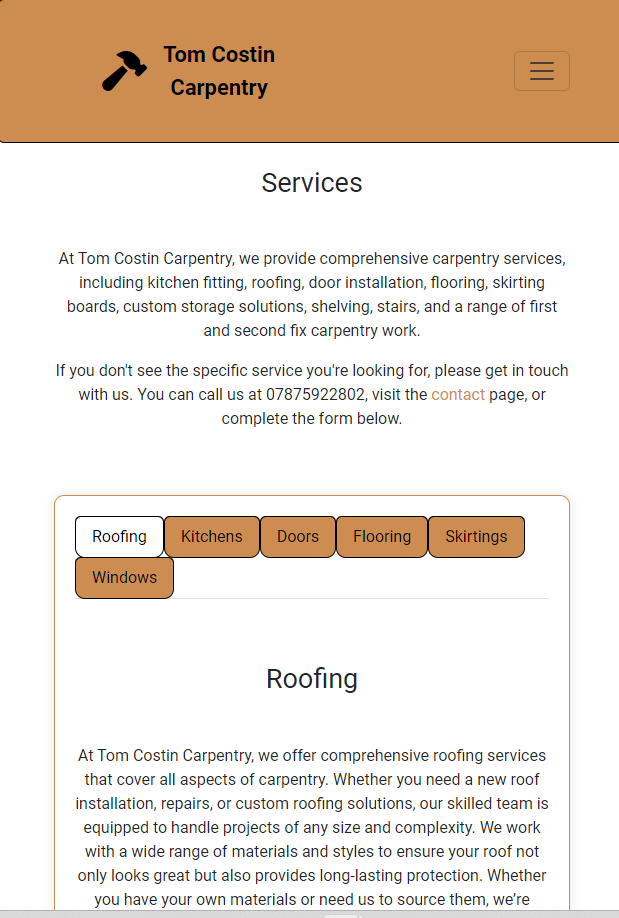 Tom Costin
Carpentry
Services
At Tom Costin Carpentry, we provide comprehensive carpentry services,
including kitchen fitting, roofing, door installation, flooring, skirting
boards, custom storage solutions, shelving, stairs, and a range of first
and second fix carpentry work.
If you don't see the specific service you're looking for, please get in touch
with us. You can call us at 07875922802, visit the contact page, or
complete the form below.
Roofing Kitchens Doors Flooring Skirtings
Windows
Roofing
At Tom Costin Carpentry, we offer comprehensive roofing services
that cover all aspects of carpentry. Whether you need a new roof
installation, repairs, or custom roofing solutions, our skilled team is
equipped to handle projects of any size and complexity. We work
with a wide range of materials and styles to ensure your roof not
only looks great but also provides long-lasting protection. Whether
you have your own materials or need us to source them, we’re